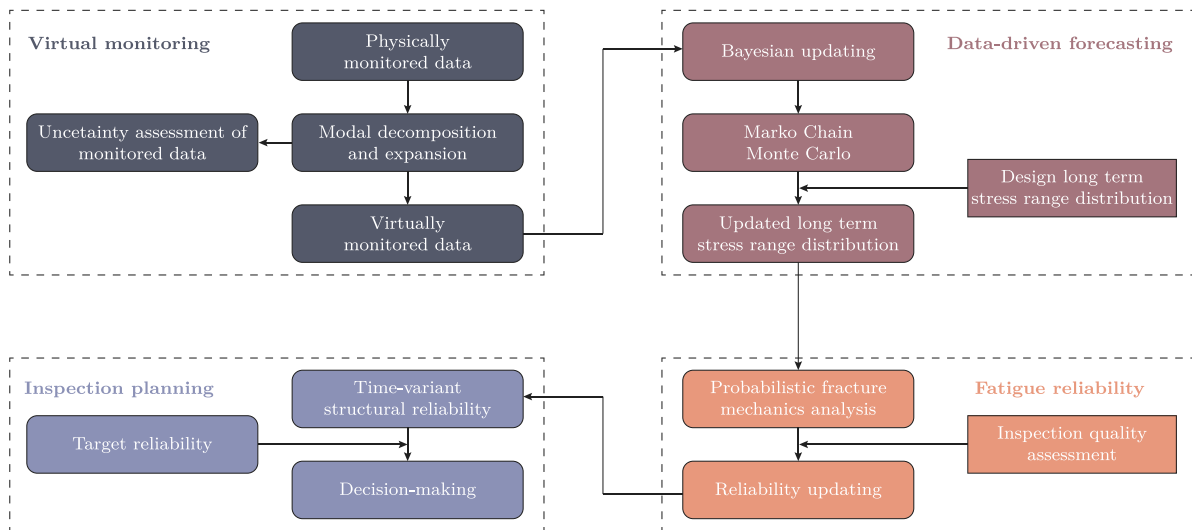 Virtual monitoring
Physically
monitored data
Uncetainty assessment of
monitored data
Modal decomposition
and expansion
Virtually
monitored data
Data-driven forecasting
Bayesian updating
Marko Chain
Monte Carlo
Design long term
stress range distribution
Updated long term
stress range distribution
Inspection planning
Time-variant
structural reliability
Target reliability
Decision-making
Fatigue reliability
Probabilistic fracture
mechanics analysis
Inspection quality
assessment
Reliability updating